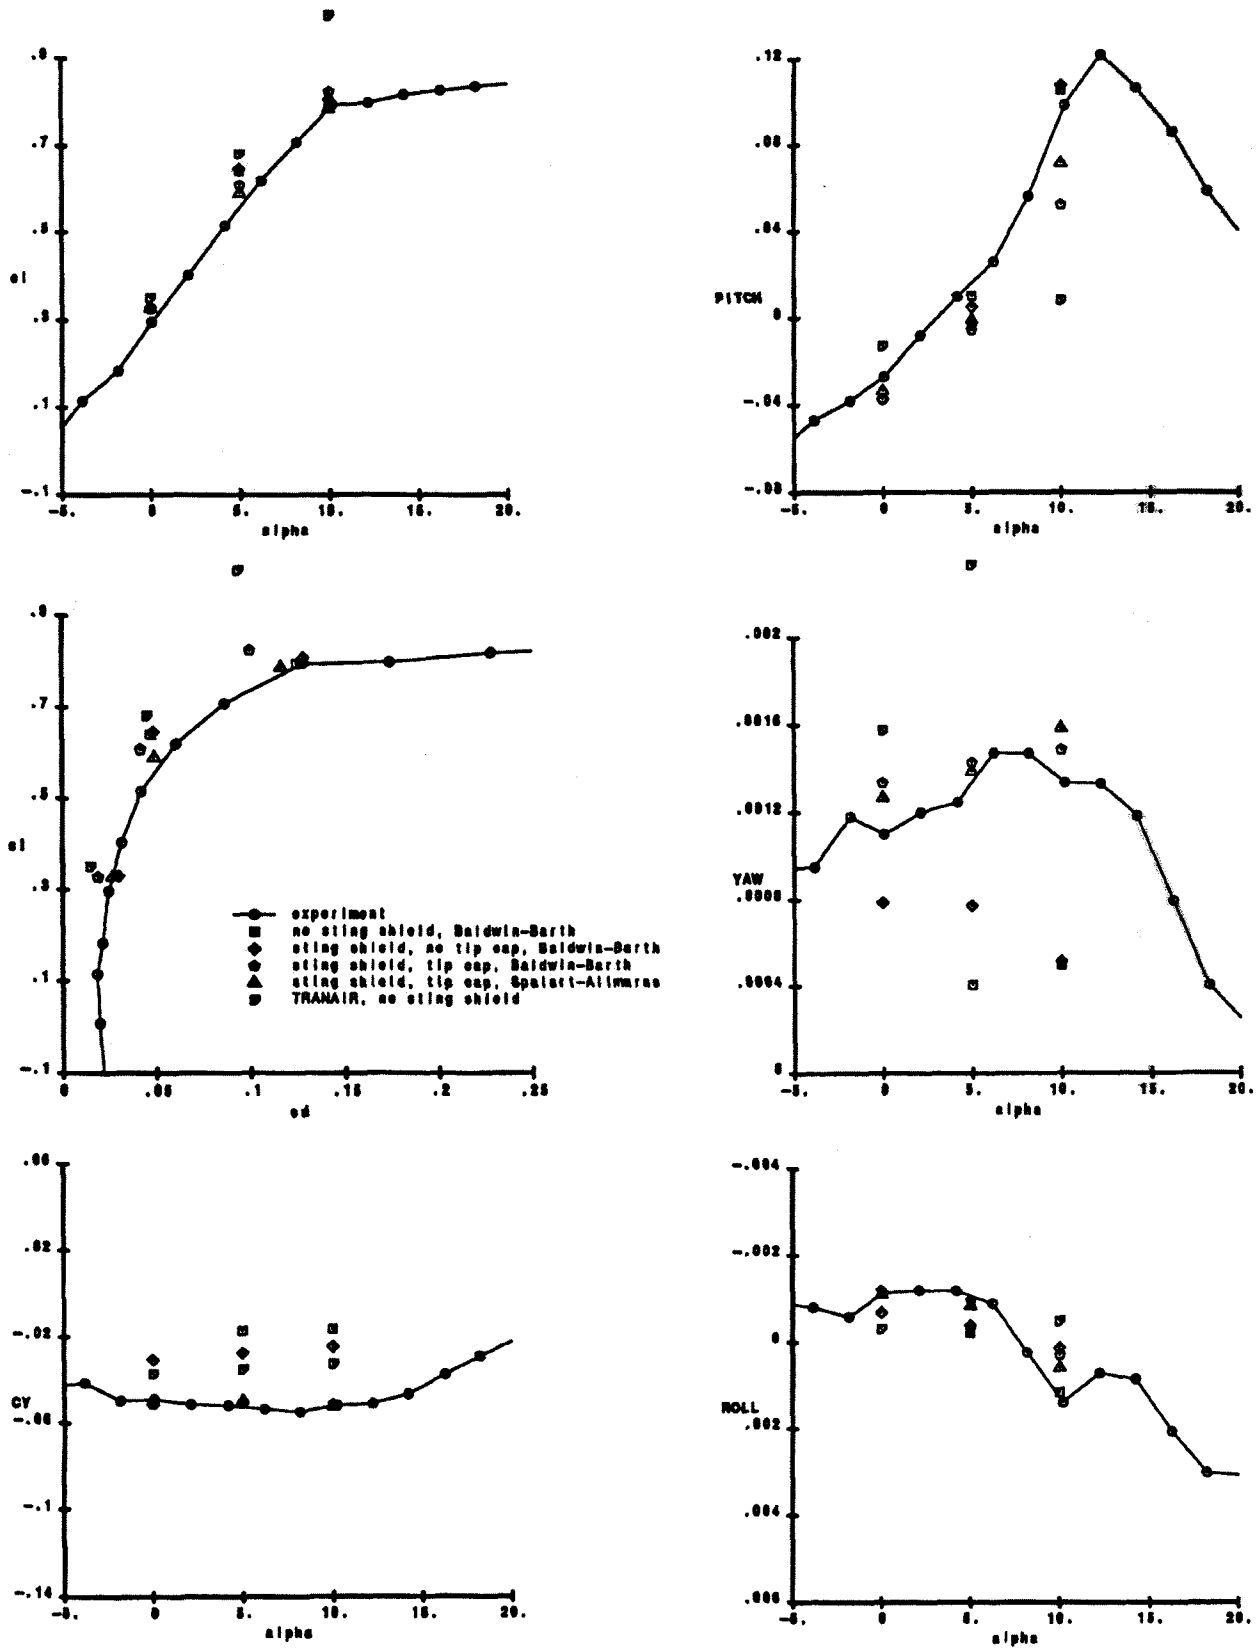 .9
.7
.5
cl
.3
.1
-.1
-5. 0 5. 10. 15. 20.
alpha
.12
.08
.04
PITCH
0
-.04
-.08
-5. 0 5. 10. 15. 20.
alpha
.9
.7
.5
cl
.3
.1
-.1
0 .05 .1 .15 .2 .25
cd
experiment
no sting shield, Baldwin-Barth
sting shield, no tip cap, Baldwin-Barth
sting shield, tip cap, Baldwin-Barth
sting shield, tip cap, Spalart-Allmaras
TRANAIR, no sting shield
.002
.0016
.0012
YAW
.0008
.0004
0
-5. 0 5. 10. 15. 20.
alpha
.06
.02
-.02
CY
-.06
-.1
-.14
-5. 0 5. 10. 15. 20.
alpha
-.004
-.002
0
ROLL
.002
.004
.006
-5. 0 5. 10. 15. 20.
alpha